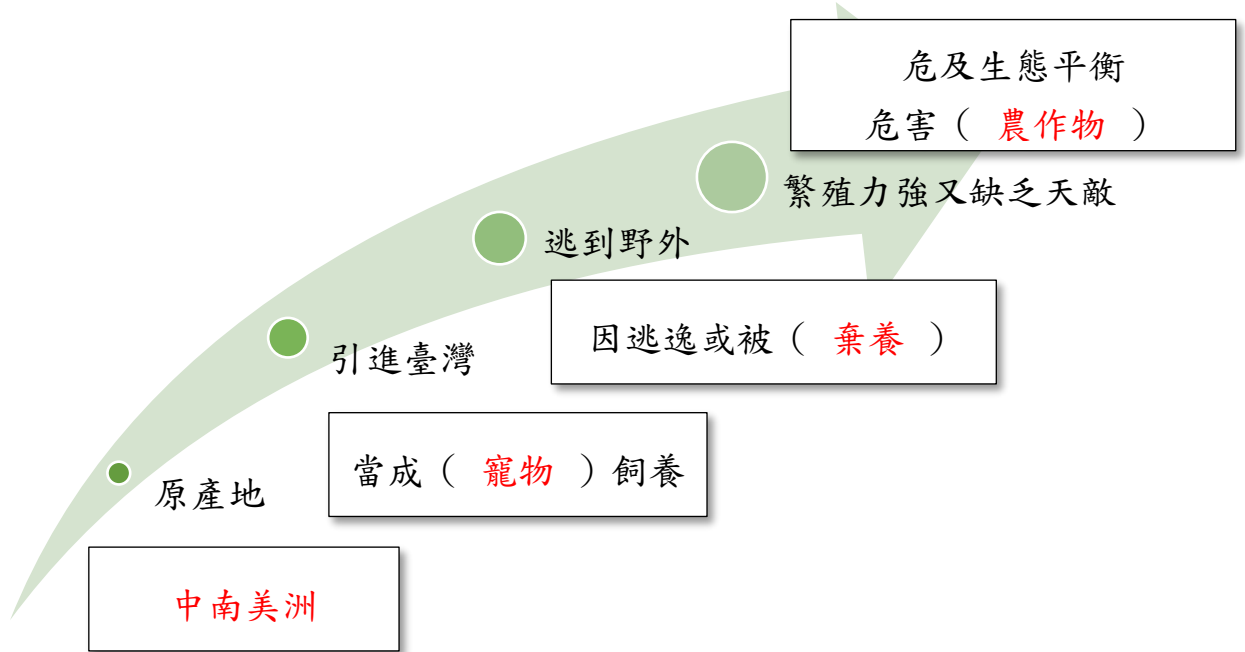 危及生態平衡
危害（ 農作物 ）
繁殖力強又缺乏天敵
逃到野外
因逃逸或被（ 棄養 ）
引進臺灣
當成（ 寵物 ）飼養
原產地
中南美洲